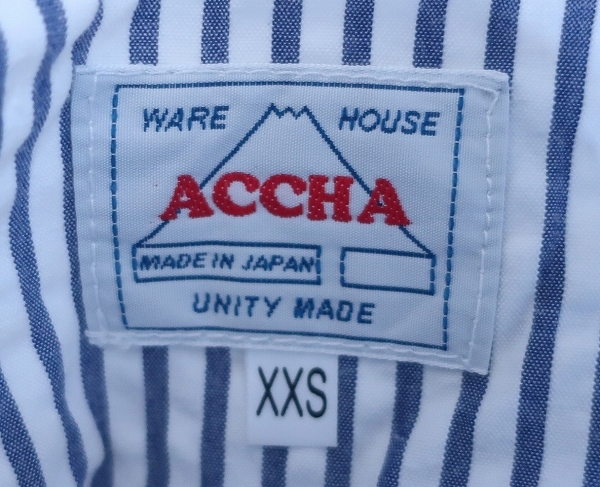 WARE HOUSE
ACCHA
MADE IN JAPAN
UNITY MADE
XXS